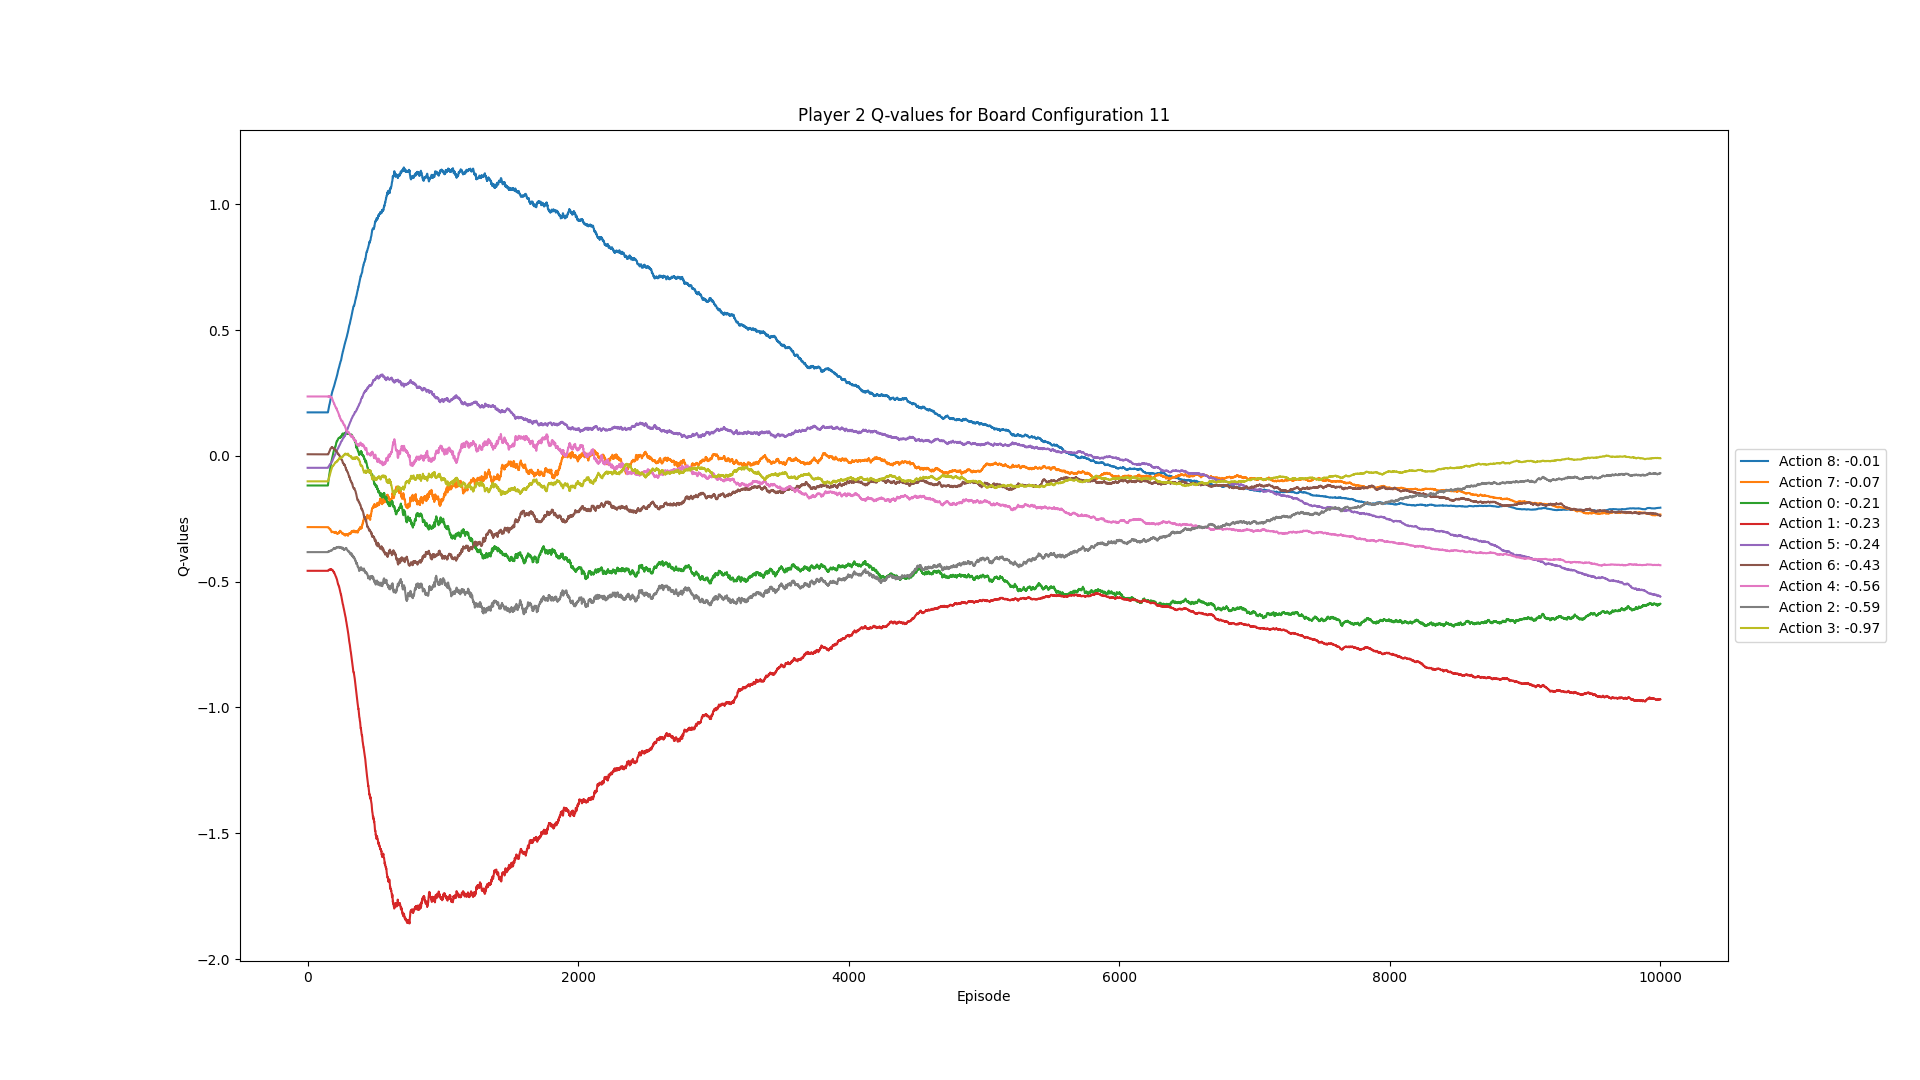 Player 2 Q-values for Board Configuration 11
1.0
0.5
0.0
−0.5
−1.0
−1.5
−2.0
Q-values
0
2000
4000
6000
8000
10000
Episode
Action 8: -0.01
Action 7: -0.07
Action 0: -0.21
Action 1: -0.23
Action 5: -0.24
Action 6: -0.43
Action 4: -0.56
Action 2: -0.59
Action 3: -0.97